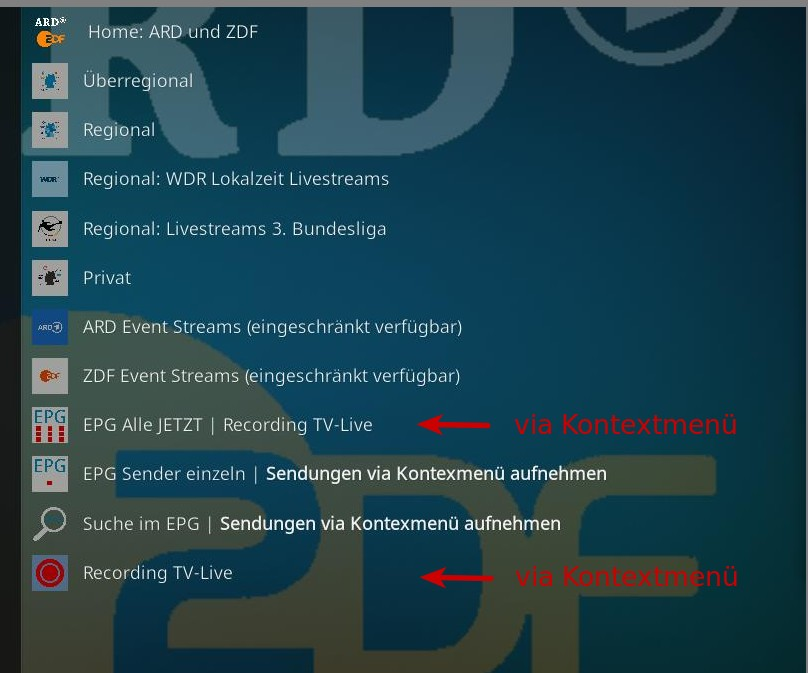 ARD
ZDF
Home: ARD und ZDF
Überregional
Regional
WDR
Regional: WDR Lokalzeit Livestreams
Regional: Livestreams 3. Bundesliga
Privat
ARD
ARD Event Streams (eingeschränkt verfügbar)
ZDF Event Streams (eingeschränkt verfügbar)
EPG
EPG Alle JETZT | Recording TV-Live
via Kontextmenü
EPG
EPG Sender einzeln | Sendungen via Kontexmenü aufnehmen
Suche im EPG | Sendungen via Kontexmenü aufnehmen
Recording TV-Live
via Kontextmenü
RD
ZDF